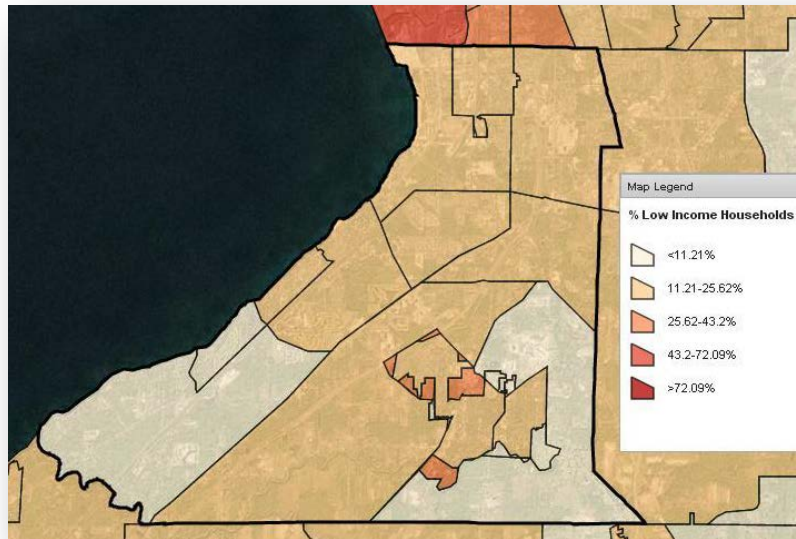 Map Legend
% Low Income Households
<11.21%
11.21-25.62%
25.62-43.2%
43.2-72.09%
>72.09%